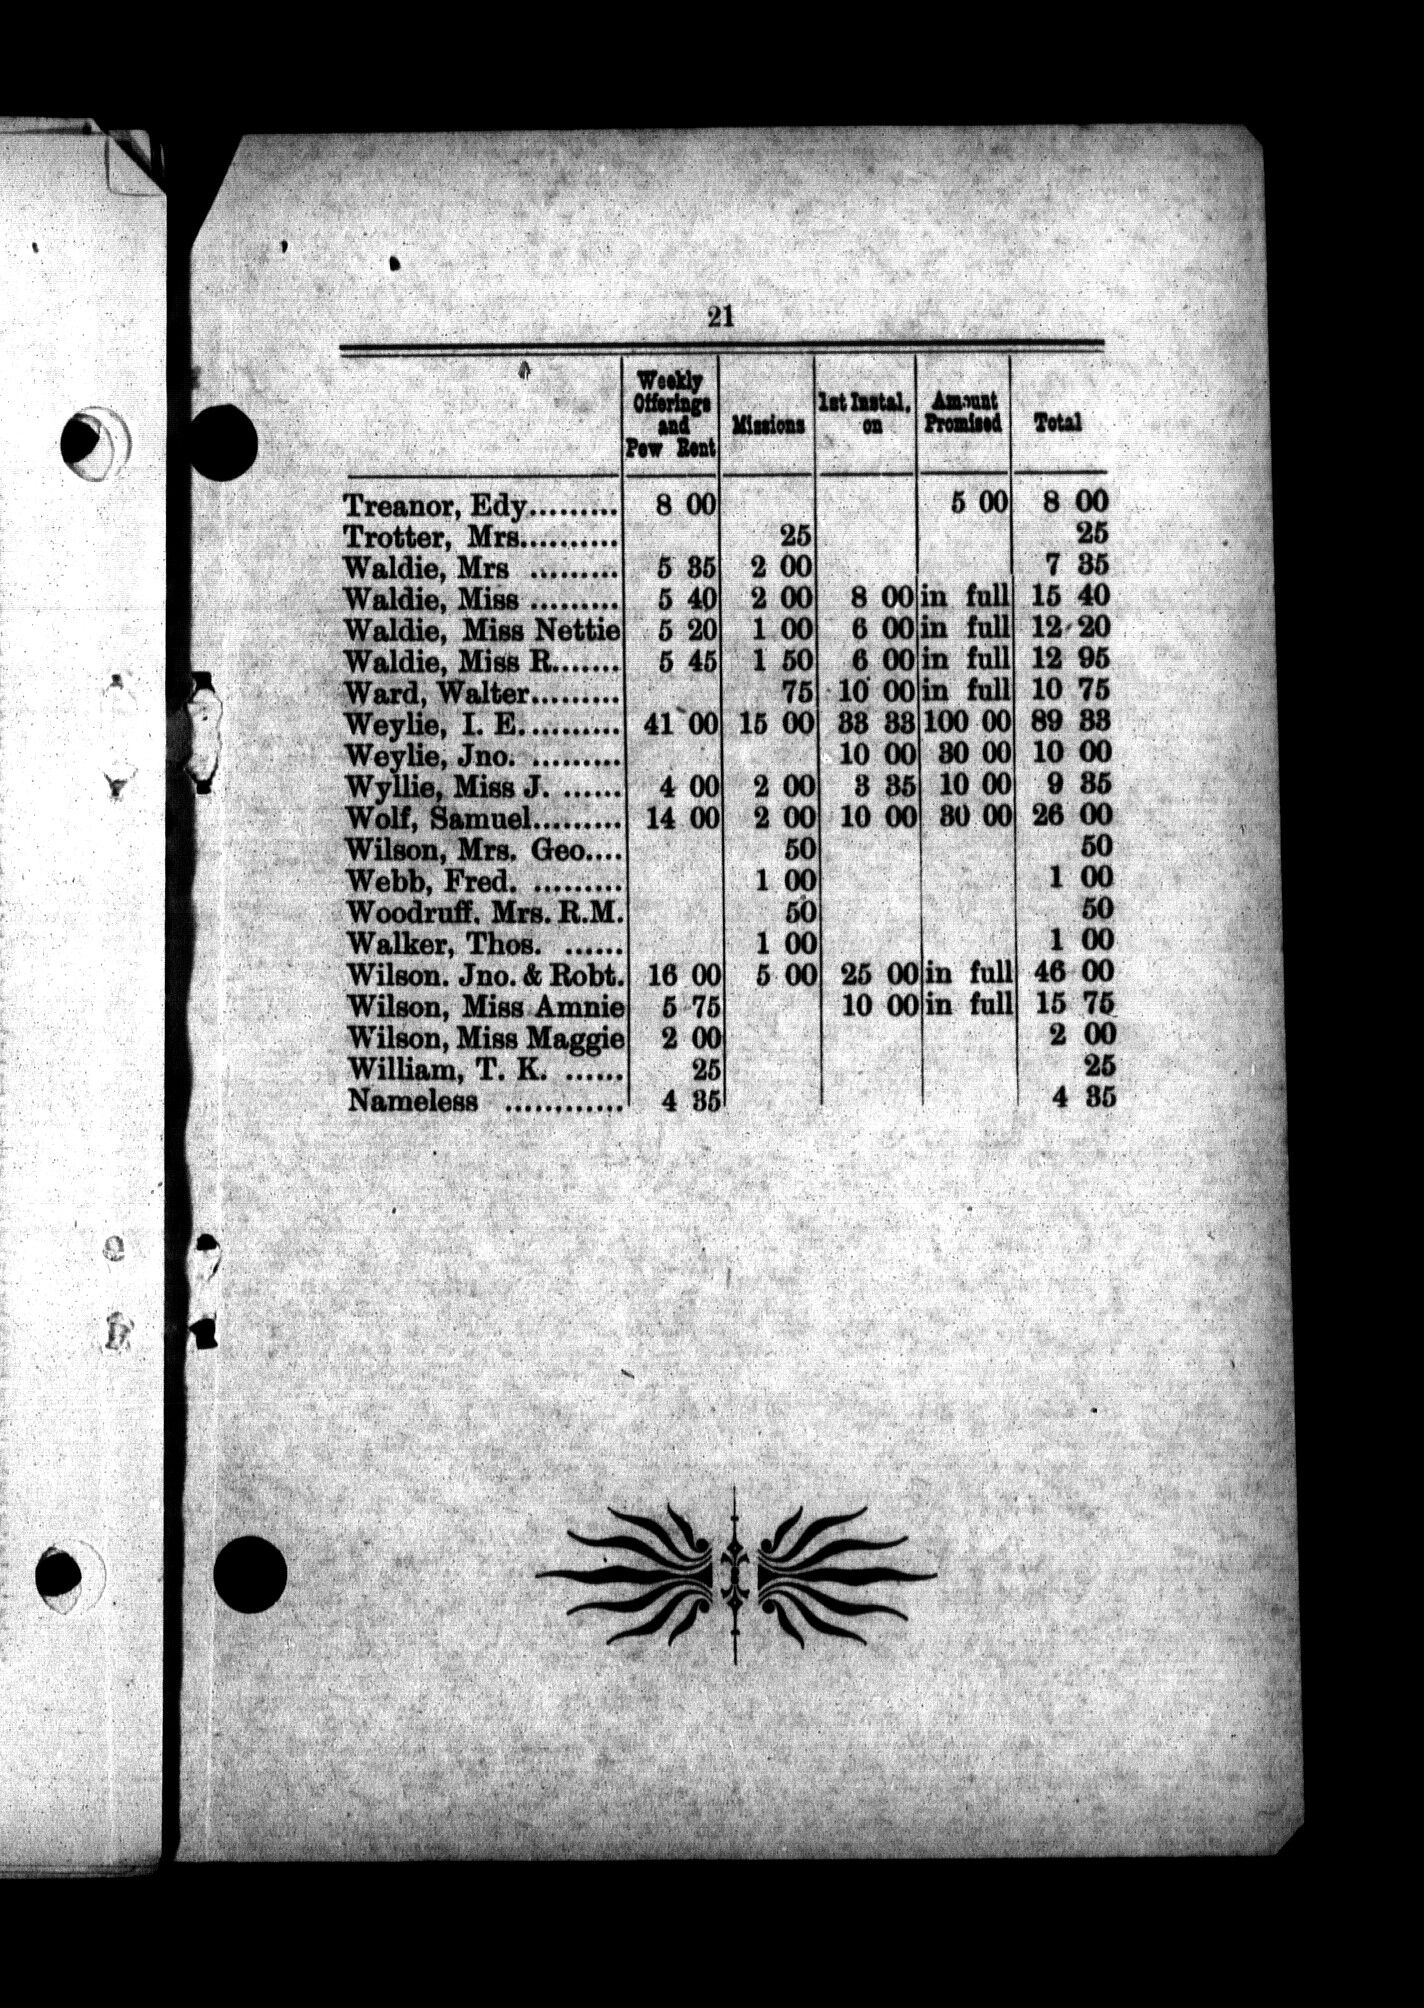 21
Weekly Offerings and Pew Rent Missions 1st Instal, on Amount Promised Total
Treanor, Edy......... 8 00 5 00 8 00
Trotter, Mrs.......... 25 25
Waldie, Mrs ......... 5 35 2 00 7 35
Waldie, Miss ......... 5 40 2 00 8 00 in full 15 40
Waldie, Miss Nettie 5 20 1 00 6 00 in full 12 20
Waldie, Miss R....... 5 45 1 50 6 00 in full 12 95
Ward, Walter......... 75 10 00 in full 10 75
Weylie, I. E.......... 41 00 15 00 33 33 100 00 89 33
Weylie, Jno. ......... 10 00 30 00 10 00
Wyllie, Miss J. ...... 4 00 2 00 3 35 10 00 9 35
Wolf, Samuel......... 14 00 2 00 10 00 30 00 26 00
Wilson, Mrs. Geo.... 50 50
Webb, Fred. ......... 1 00 1 00
Woodruff, Mrs. R.M. 50 50
Walker, Thos. ...... 1 00 1 00
Wilson. Jno. & Robt. 16 00 5 00 25 00 in full 46 00
Wilson, Miss Amnie 5 75 10 00 in full 15 75
Wilson, Miss Maggie 2 00 2 00
William, T. K. ...... 25 25
Nameless ............ 4 35 4 35